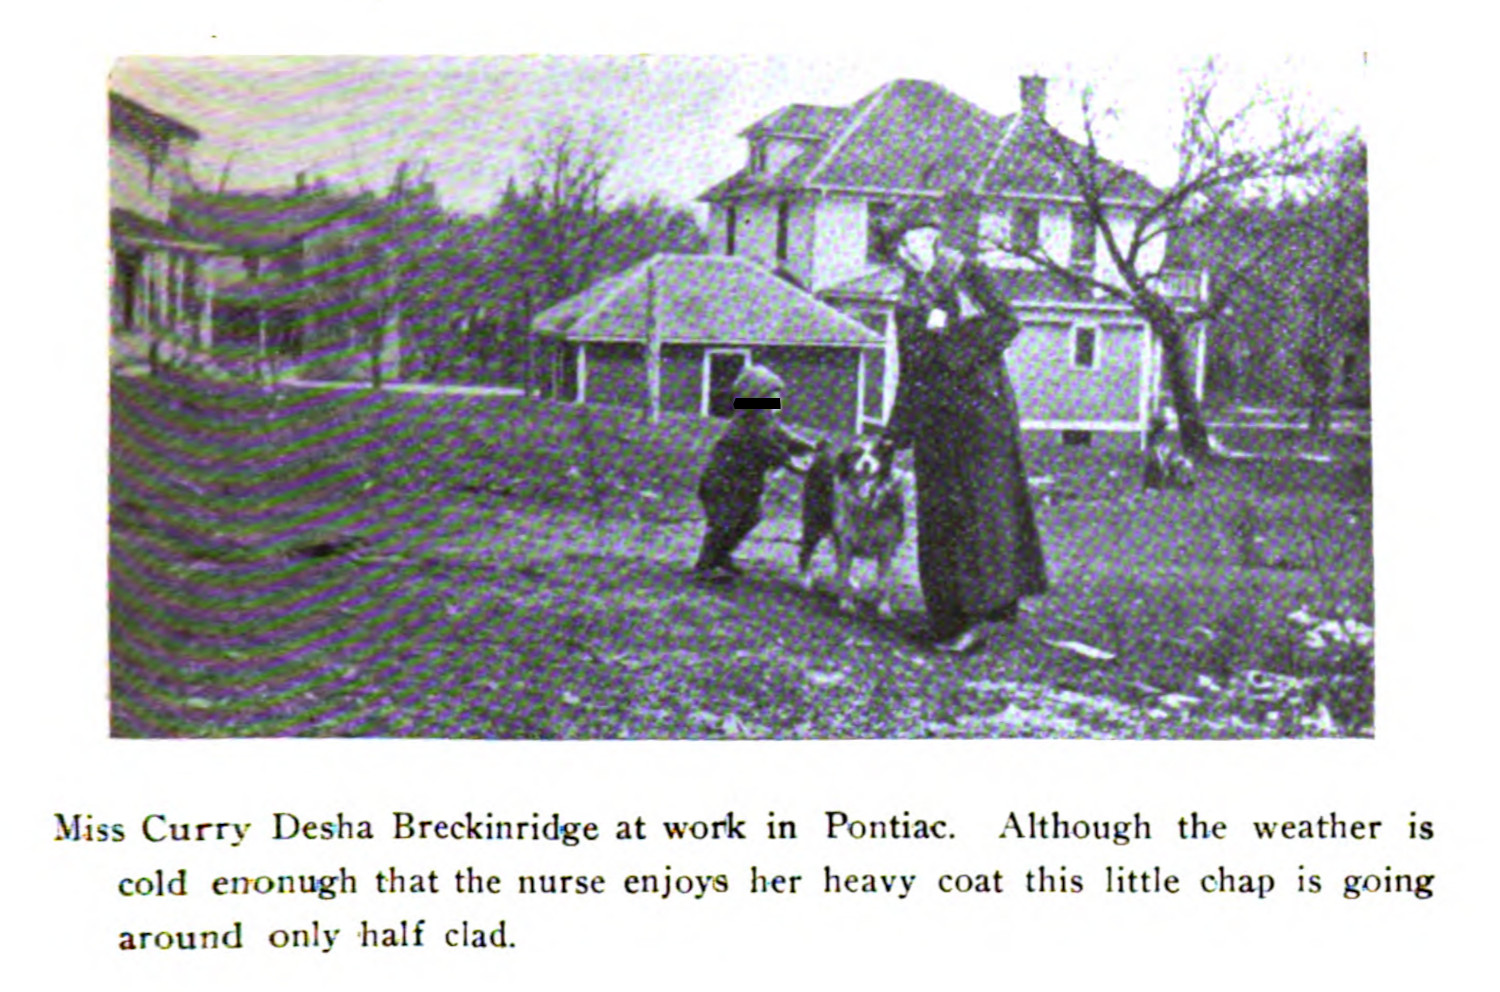 Miss Curry Desha Breckinridge at work in Pontiac. Although the weather is
cold enonugh that the nurse enjoys her heavy coat this little chap is going
around only half clad.